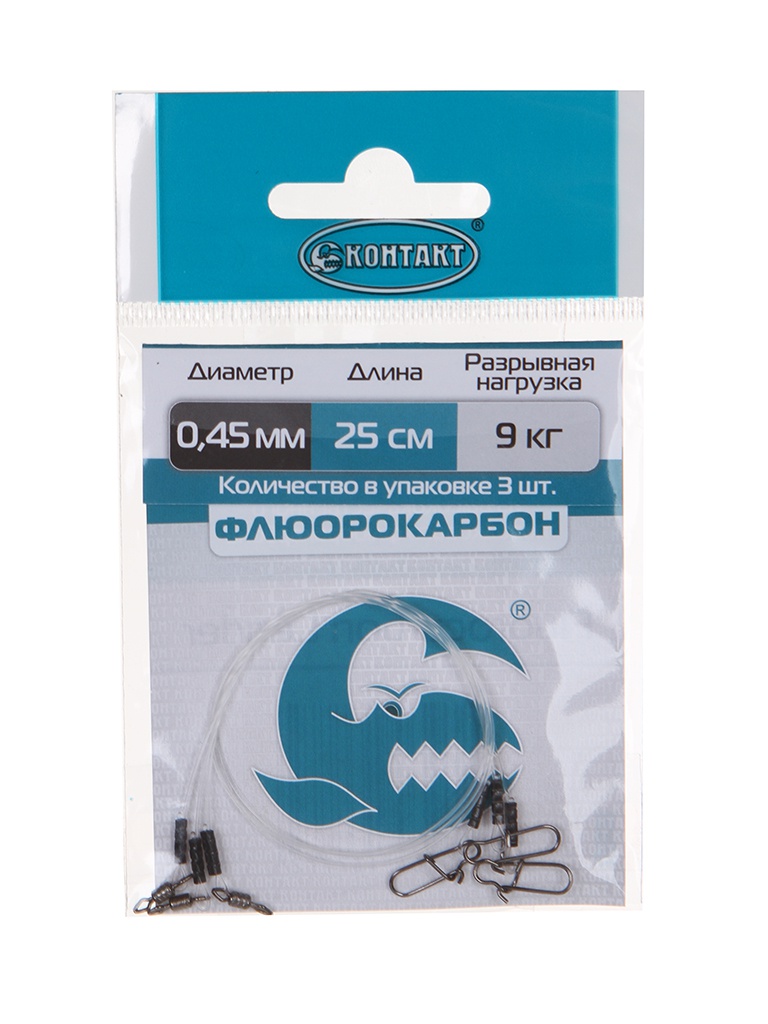 КОНТАКТ
®
Диаметр Длина Разрывная нагрузка
0,45 мм 25 см 9 кг
Количество в упаковке 3 шт.
ФЛЮОРОКАРБОН
®